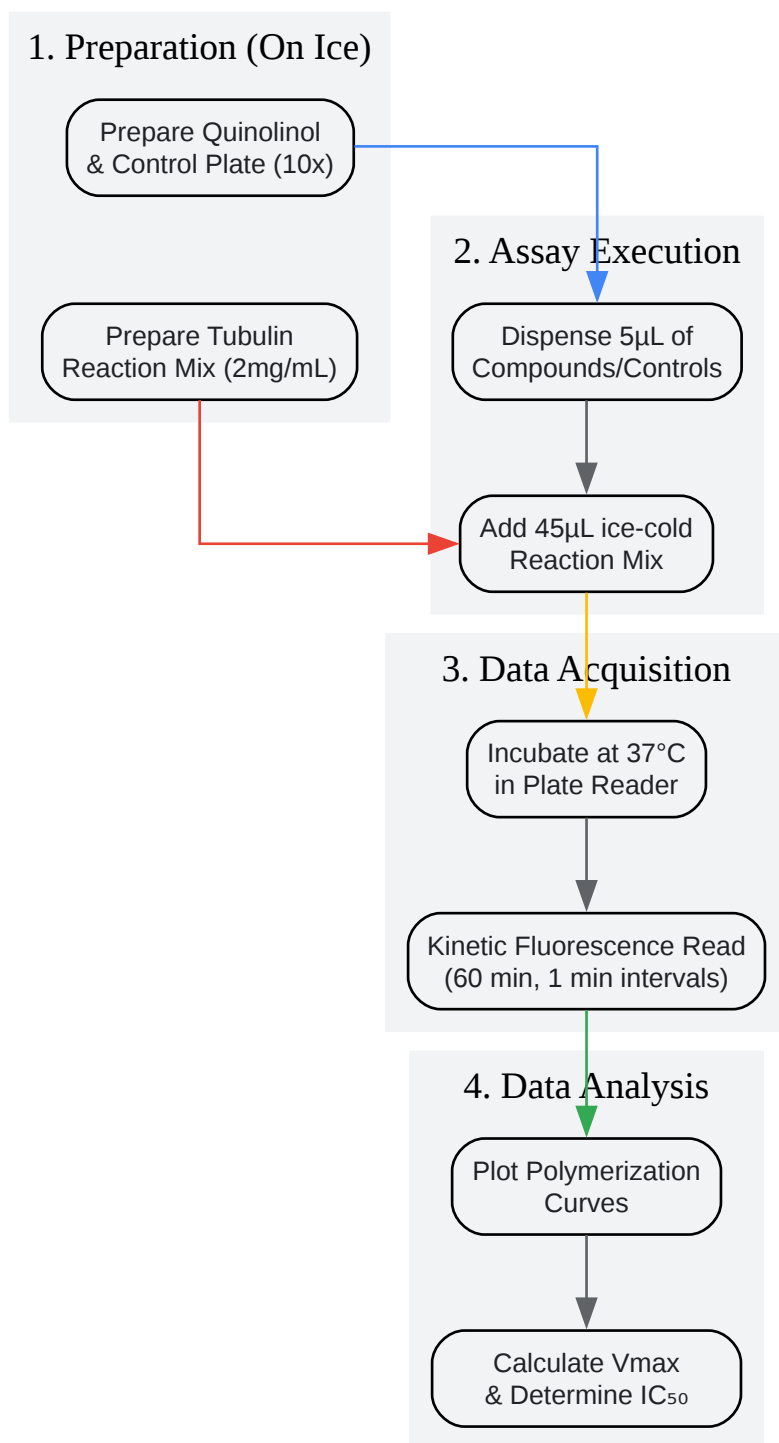 1. Preparation (On Ice)
Prepare Quinolinol
& Control Plate (10x)
Prepare Tubulin
Reaction Mix (2mg/mL)
2. Assay Execution
Dispense 5µL of
Compounds/Controls
Add 45µL ice-cold
Reaction Mix
3. Data Acquisition
Incubate at 37°C
in Plate Reader
Kinetic Fluorescence Read
(60 min, 1 min intervals)
4. Data Analysis
Plot Polymerization
Curves
Calculate Vmax
& Determine IC₅₀